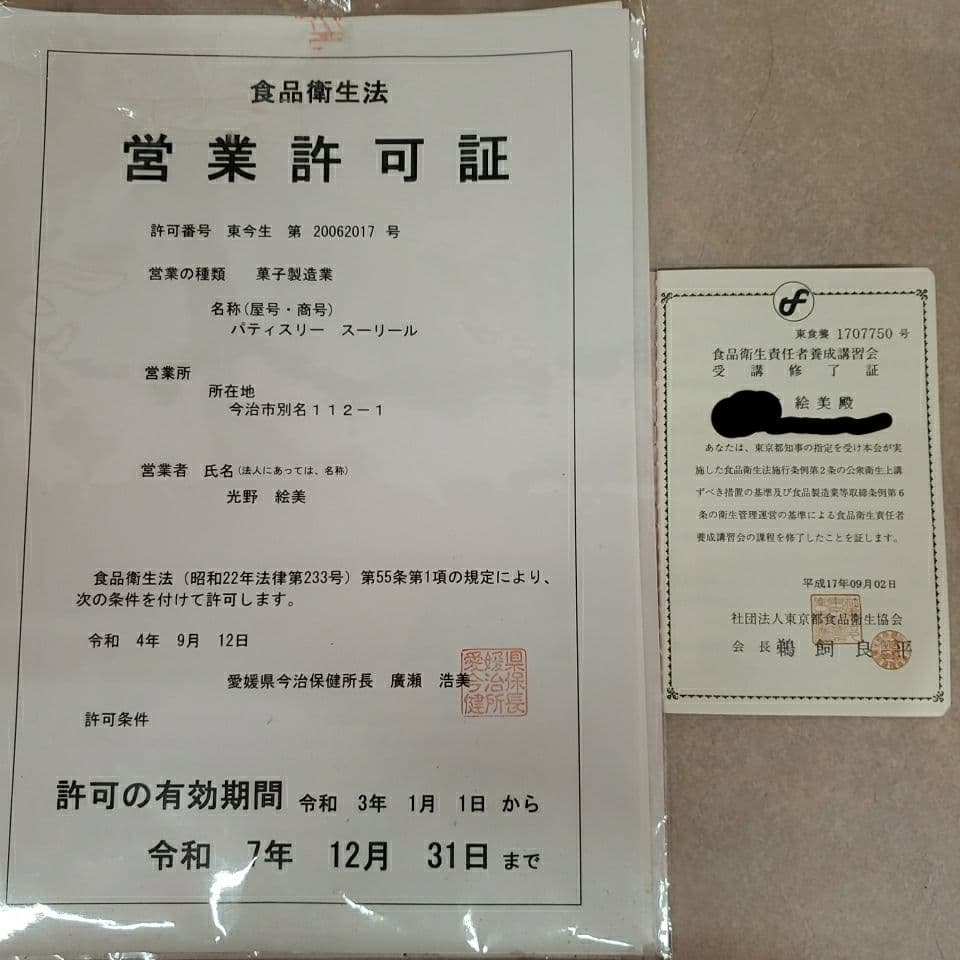 食品衛生法
営業許可証
許可番号 東今生 第 20062017 号
営業の種類 菓子製造業
名称(屋号・商号)
パティスリー スーリール
営業所
所在地
今治市別名112-1
営業者 氏名(法人にあっては、名称)
光野 絵美
食品衛生法(昭和22年法律第233号)第55条第1項の規定により、
次の条件を付けて許可します。
令和 4年 9月 12日
愛媛県今治保健所長 廣瀬 浩美
愛媛県
今治保
健所長
許可条件
許可の有効期間 令和 3年 1月 1日 から
令和 7年 12月 31日 まで
東食養 1707750 号
食品衛生責任者養成講習会
受講修了証
絵美殿
あなたは、東京都知事の指定を受け本会が実
施した食品衛生法施行条例第2条の公衆衛生上講
ずべき措置の基準及び食品製造業等取締条例第6
条の衛生管理運営の基準による食品衛生責任者
養成講習会の課程を修了したことを証します。
平成17年09月02日
社団法人東京都食品衛生協会
会長 鵜飼良平